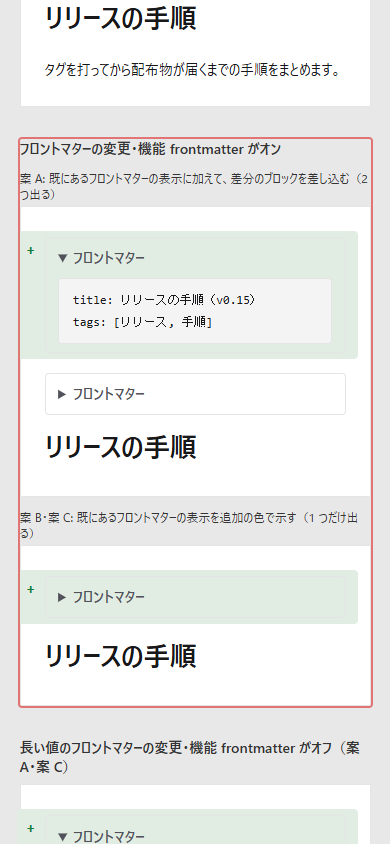 リリースの手順
タグを打ってから配布物が届くまでの手順をまとめます。
フロントマターの変更・機能 frontmatter がオン
案 A: 既にあるフロントマターの表示に加えて、差分のブロックを差し込む（2
つ出る）
+
▼ フロントマター
title: リリースの手順（v0.15）
tags: [リリース, 手順]
▶ フロントマター
リリースの手順
案 B・案 C: 既にあるフロントマターの表示を追加の色で示す（1 つだけ出
る）
+
▶ フロントマター
リリースの手順
長い値のフロントマターの変更・機能 frontmatter がオフ（案
A・案 C）
+
▼ フロントマター